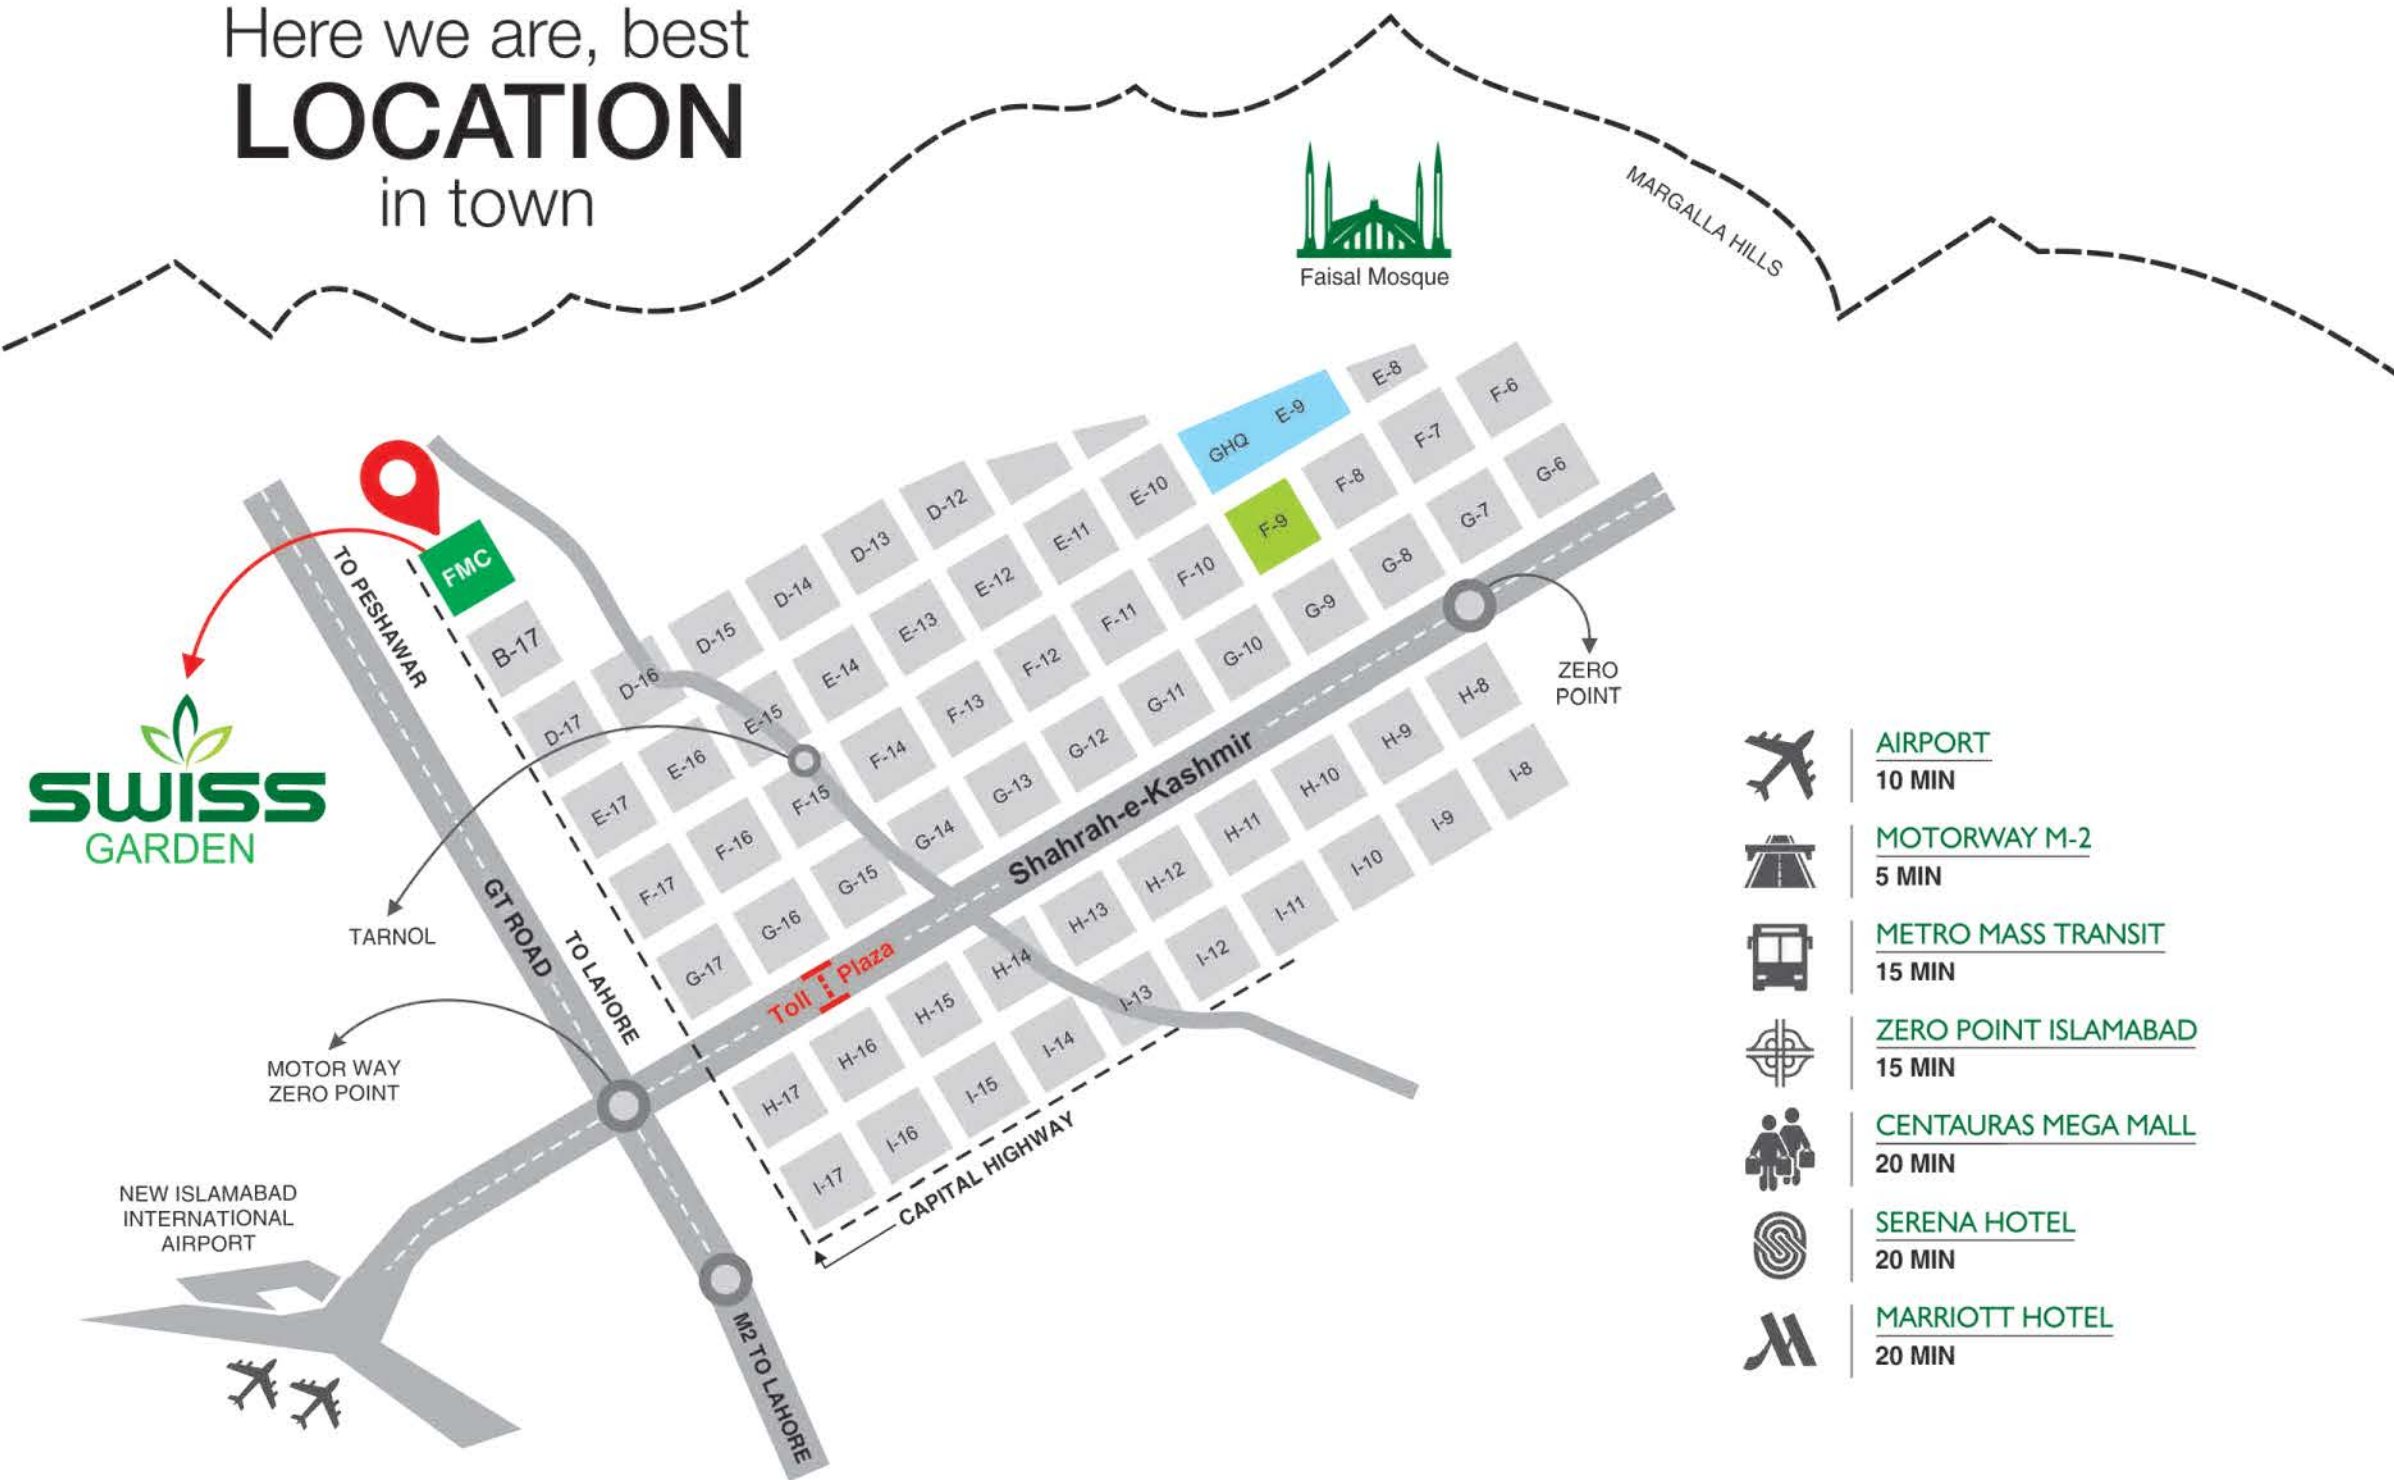 Here we are, best
LOCATION
in town
MARGALLA HILLS
Faisal Mosque
E-8
F-6
GHQ E-9
F-7
G-6
E-10
F-8
D-12
F-9
G-7
E-11
D-13
F-10
G-8
E-12
D-14
F-11
G-9
E-13
D-15
F-12
G-10
E-14
D-16
F-13
G-11
E-15
D-17
F-14
G-12
E-16
F-15
G-13
E-17
F-16
G-14
F-17
G-15
G-16
G-17
FMC
B-17
TO PESHAWAR
SWISS
GARDEN
TARNOL
GT ROAD
TO LAHORE
Shahrah-e-Kashmir
Toll Plaza
ZERO
POINT
H-8
H-9
H-10
H-11
H-12
H-13
H-14
H-15
H-16
H-17
I-8
I-9
I-10
I-11
I-12
I-13
I-14
I-15
I-16
I-17
CAPITAL HIGHWAY
MOTOR WAY
ZERO POINT
NEW ISLAMABAD
INTERNATIONAL
AIRPORT
M2 TO LAHORE
AIRPORT
10 MIN
MOTORWAY M-2
5 MIN
METRO MASS TRANSIT
15 MIN
ZERO POINT ISLAMABAD
15 MIN
CENTAURAS MEGA MALL
20 MIN
SERENA HOTEL
20 MIN
MARRIOTT HOTEL
20 MIN